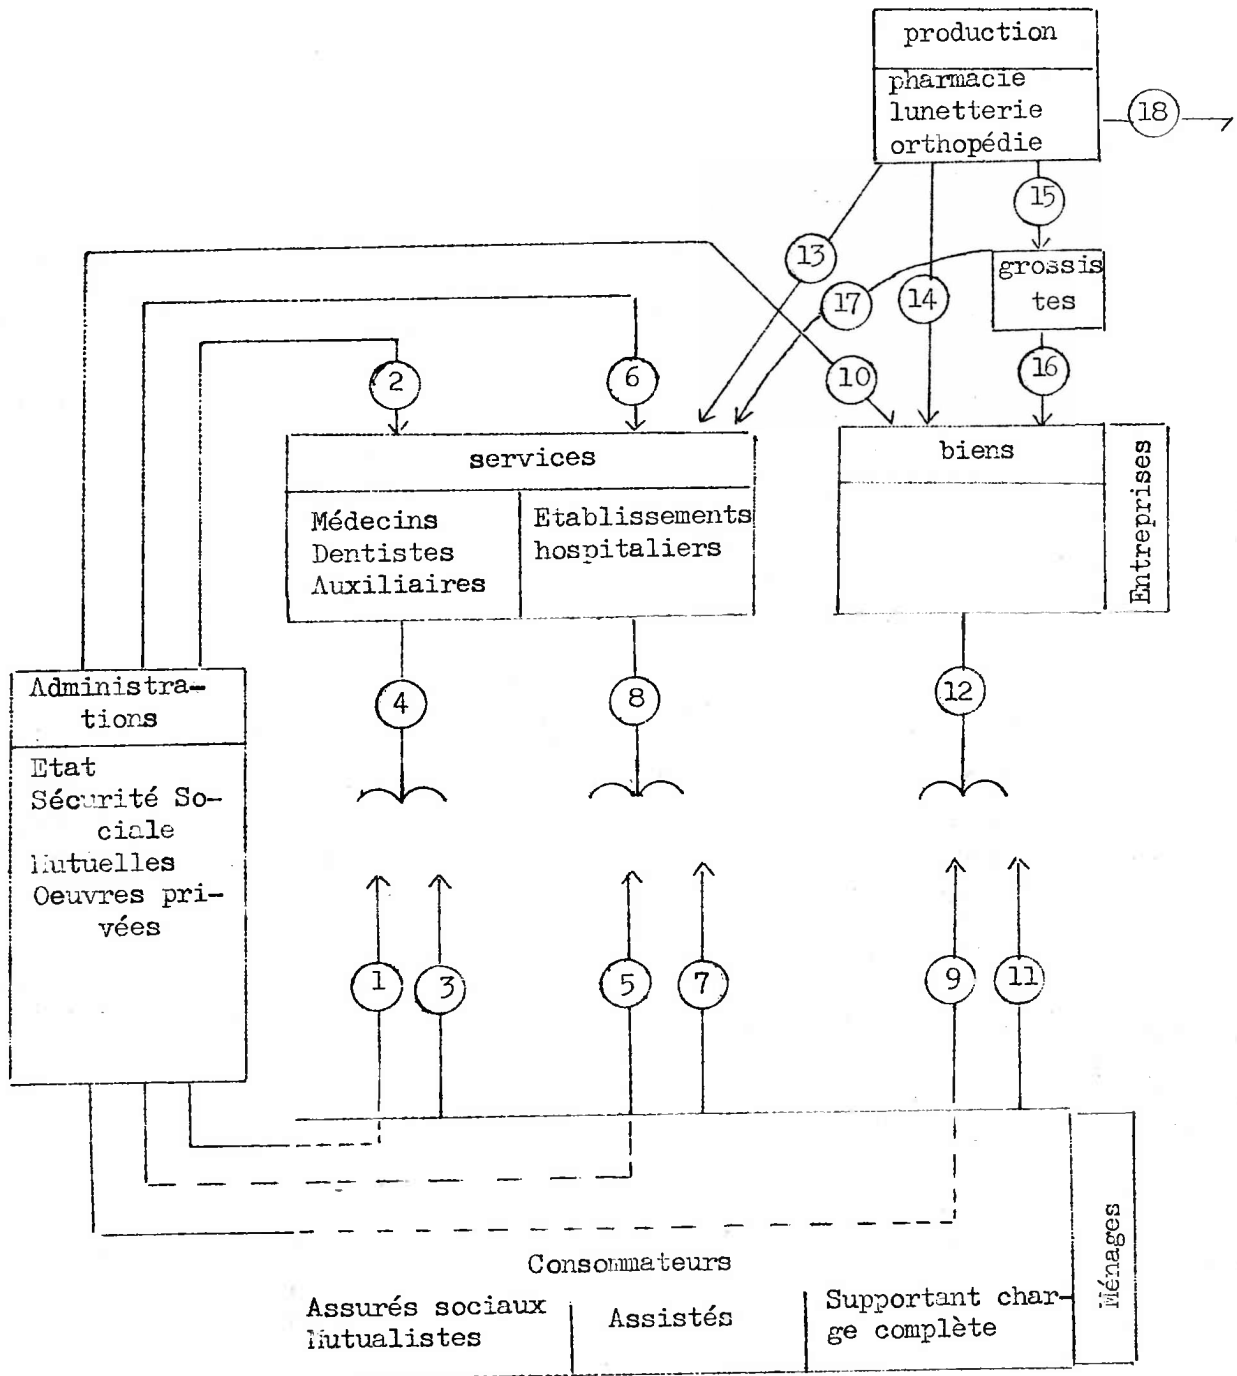 production
pharmacie
lunetterie
orthopédie
18
15
13
grossis
tes
17
14
2
6
10
16
services
biens
Médecins
Dentistes
Auxiliaires
Etablissements
hospitaliers
Entreprises
Administra-
tions
4
8
12
Etat
Sécurité So-
ciale
Mutuelles
Oeuvres pri-
vées
1
3
5
7
9
11
Consommateurs
Assurés sociaux
Mutualistes
Assistés
Supportant char-
ge complète
Ménages